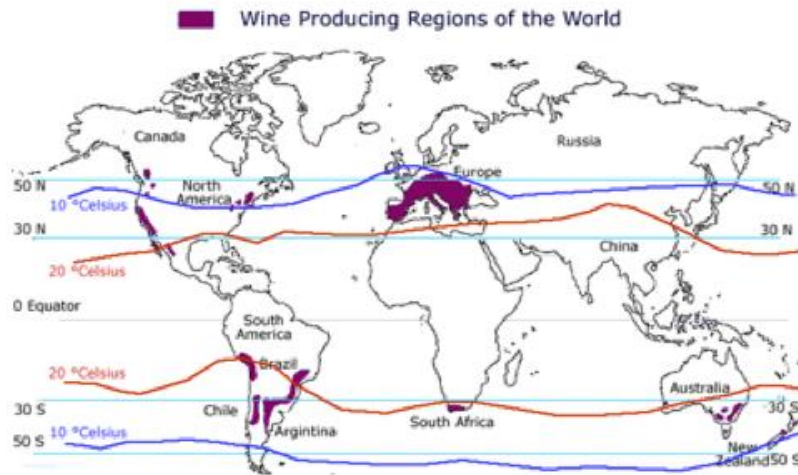 Wine Producing Regions of the World
Canada
Russia
Europe
50 N
North
America
50 N
10 °Celsius
30 N
30 N
China
20 °Celsius
0 Equator
South
America
20 °Celsius
Brazil
Australia
30 S
Chile
30 S
South Africa
10 °Celsius
Argintina
50 S
New
Zealand
50 S